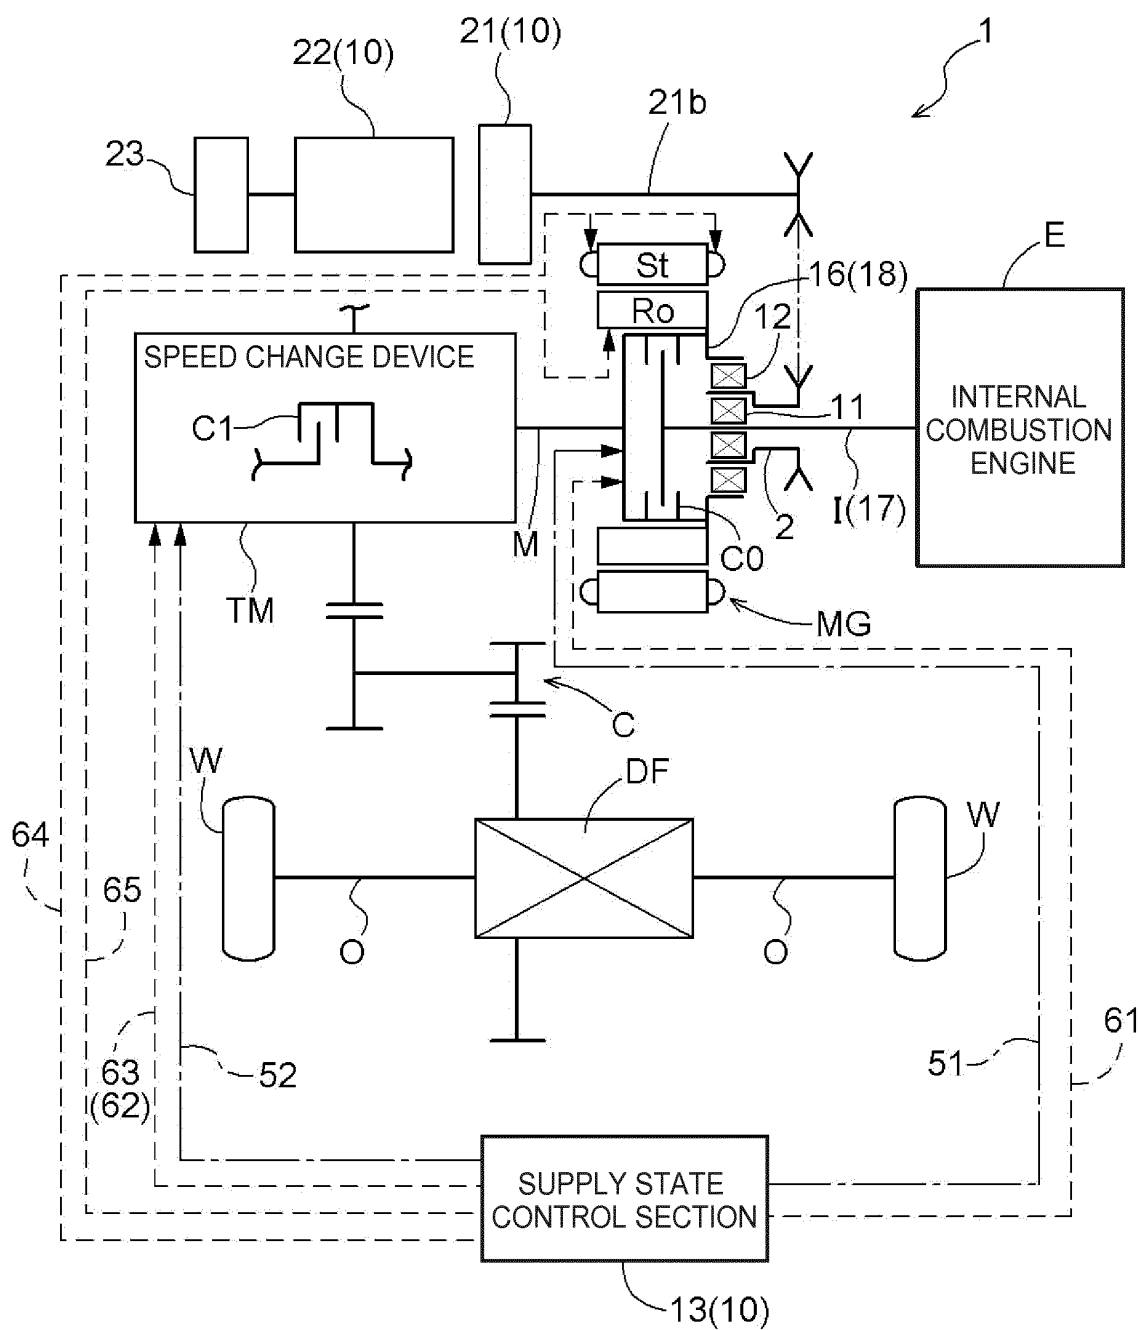 21(10)
1
22(10)
21b
23
E
St
16(18)
Ro
12
SPEED CHANGE DEVICE
C1
11
INTERNAL
COMBUSTION
ENGINE
M
C0
2
I(17)
TM
MG
C
W
DF
W
64
65
O
O
61
63
(62)
52
51
SUPPLY STATE
CONTROL SECTION
13(10)